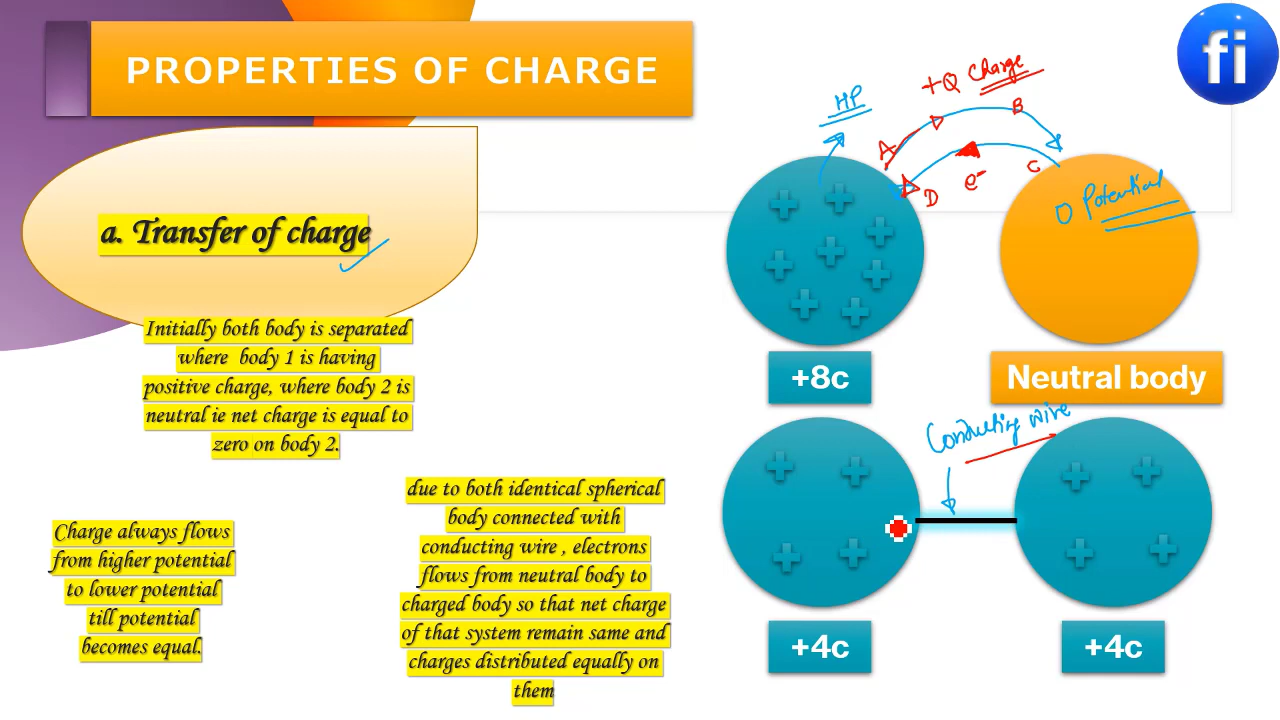 PROPERTIES OF CHARGE
fi
a. Transfer of charge
Initially both body is separated
where body 1 is having
positive charge, where body 2 is
neutral ie net charge is equal to
zero on body 2.
Charge always flows
from higher potential
to lower potential
till potential
becomes equal.
due to both identical spherical
body connected with
conducting wire , electrons
flows from neutral body to
charged body so that net charge
of that system remain same and
charges distributed equally on
them
HP
+Q Charge
A
B
C
D
e-
O Potential
+8c
Neutral body
Conducting wire
+4c
+4c